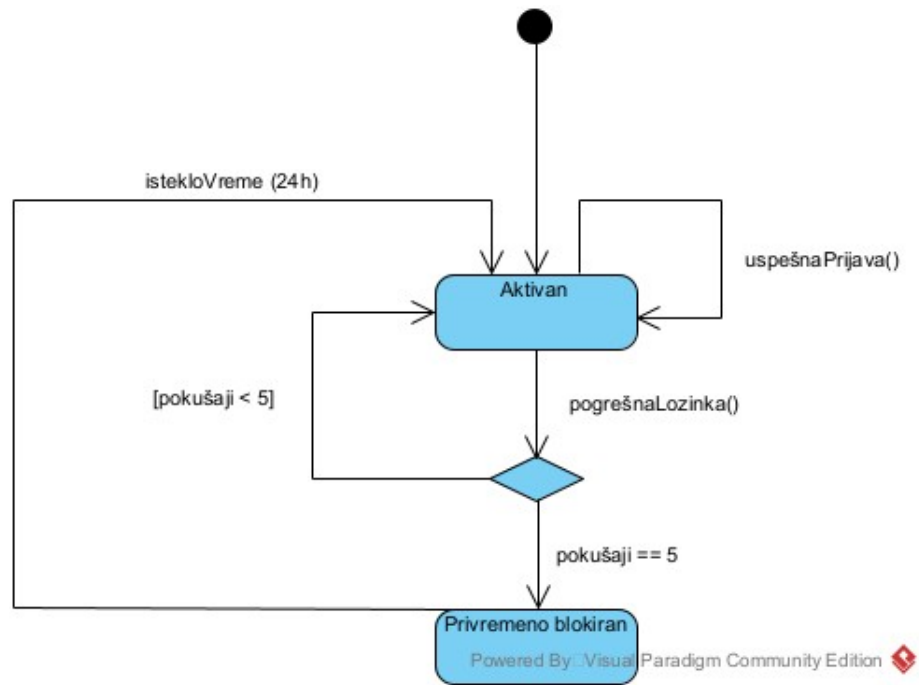 istekloVreme (24h)
uspešnaPrijava()
Aktivan
[pokušaji < 5]
pogrešnaLozinka()
pokušaji == 5
Privremeno blokiran
Powered By Visual Paradigm Community Edition